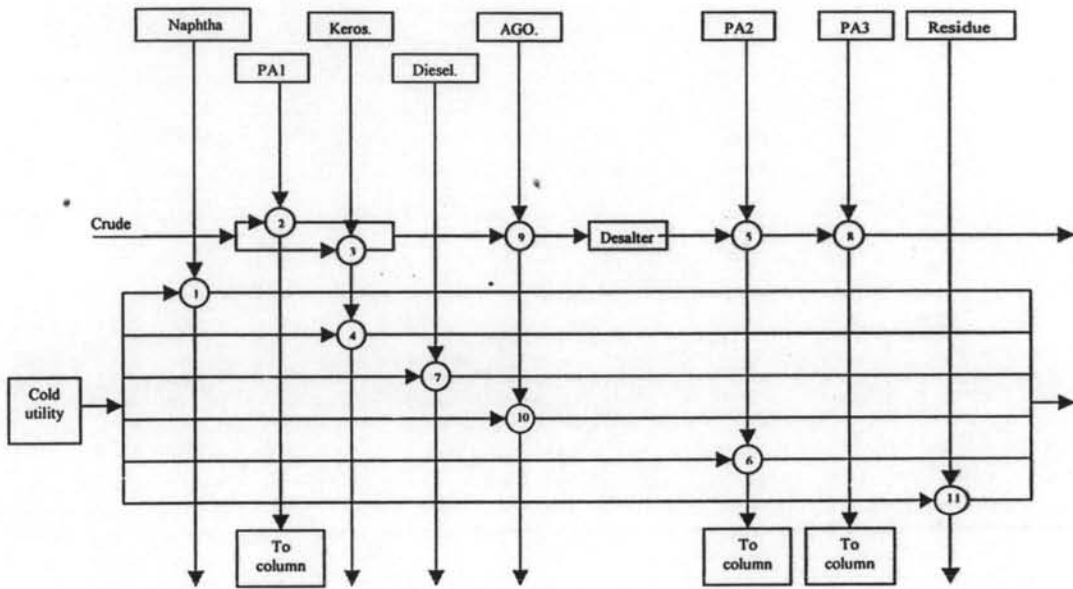 Naphtha
Keros.
AGO.
PA2
PA3
Residue
PA1
Diesel.
Crude
2
3
9
Desalter
5
8
1
4
7
Cold
utility
10
6
11
To
column
To
column
To
column